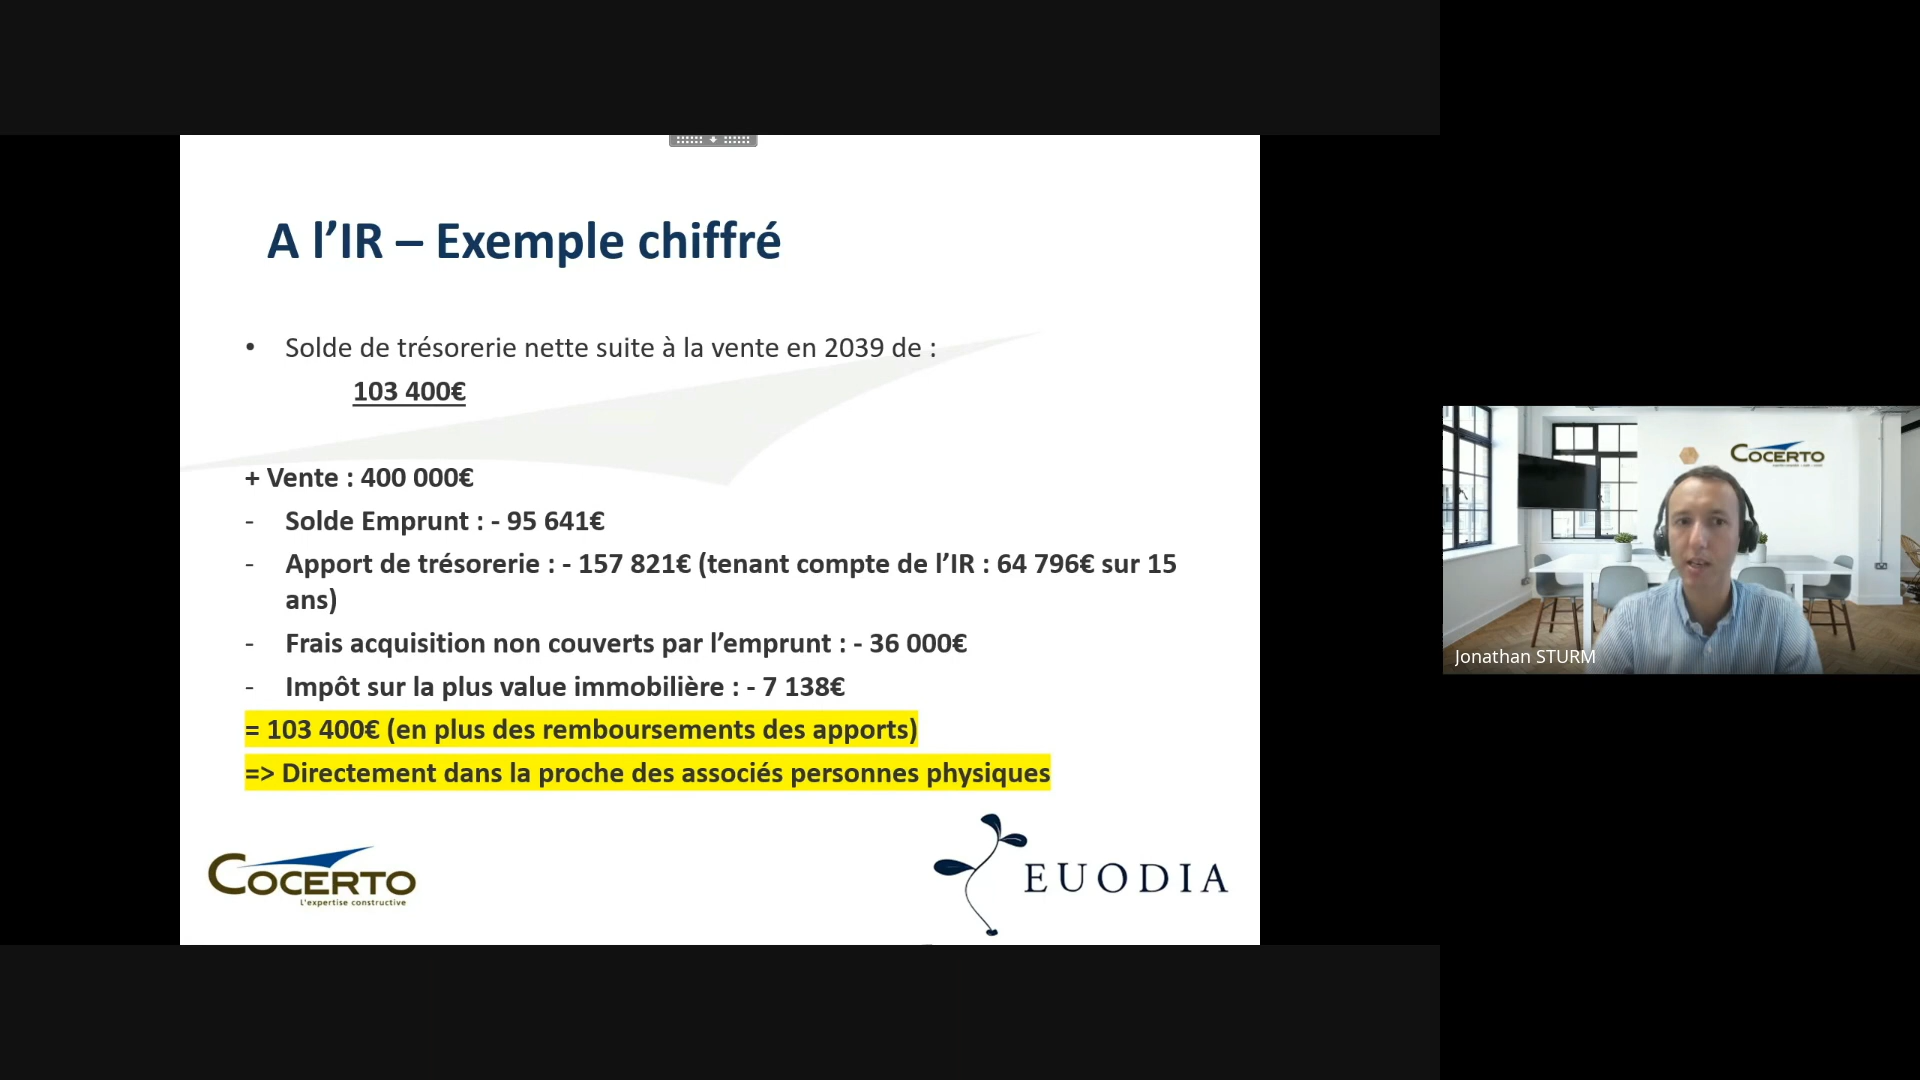 A l’IR – Exemple chiffré
• Solde de trésorerie nette suite à la vente en 2039 de :
103 400€
+ Vente : 400 000€
- Solde Emprunt : - 95 641€
- Apport de trésorerie : - 157 821€ (tenant compte de l’IR : 64 796€ sur 15
ans)
- Frais acquisition non couverts par l’emprunt : - 36 000€
- Impôt sur la plus value immobilière : - 7 138€
= 103 400€ (en plus des remboursements des apports)
=> Directement dans la proche des associés personnes physiques
COCERTO
L'expertise constructive
EUODIA
COCERTO
Jonathan STURM